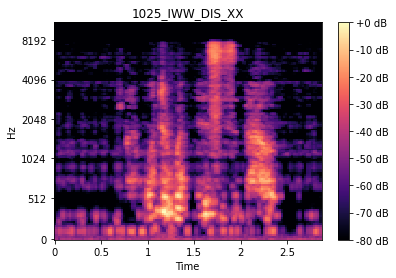 1025_IWW_DIS_XX
+0 dB
8192
-10 dB
4096
-20 dB
-30 dB
2048
Hz
-40 dB
1024
-50 dB
512
-60 dB
-70 dB
0
-80 dB
0 0.5 1 1.5 2 2.5
Time